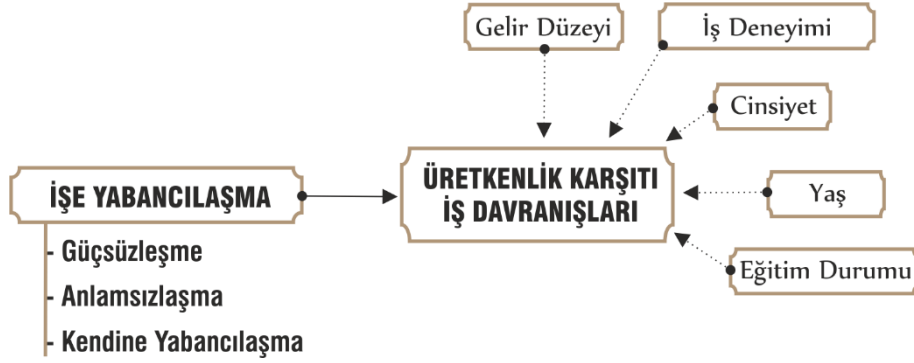 Gelir Düzeyi
İş Deneyimi
Cinsiyet
ÜRETKENLİK KARŞITI
İŞ DAVRANIŞLARI
İŞE YABANCILAŞMA
Yaş
- Güçsüzleşme
Eğitim Durumu
- Anlamsızlaşma
- Kendine Yabancılaşma